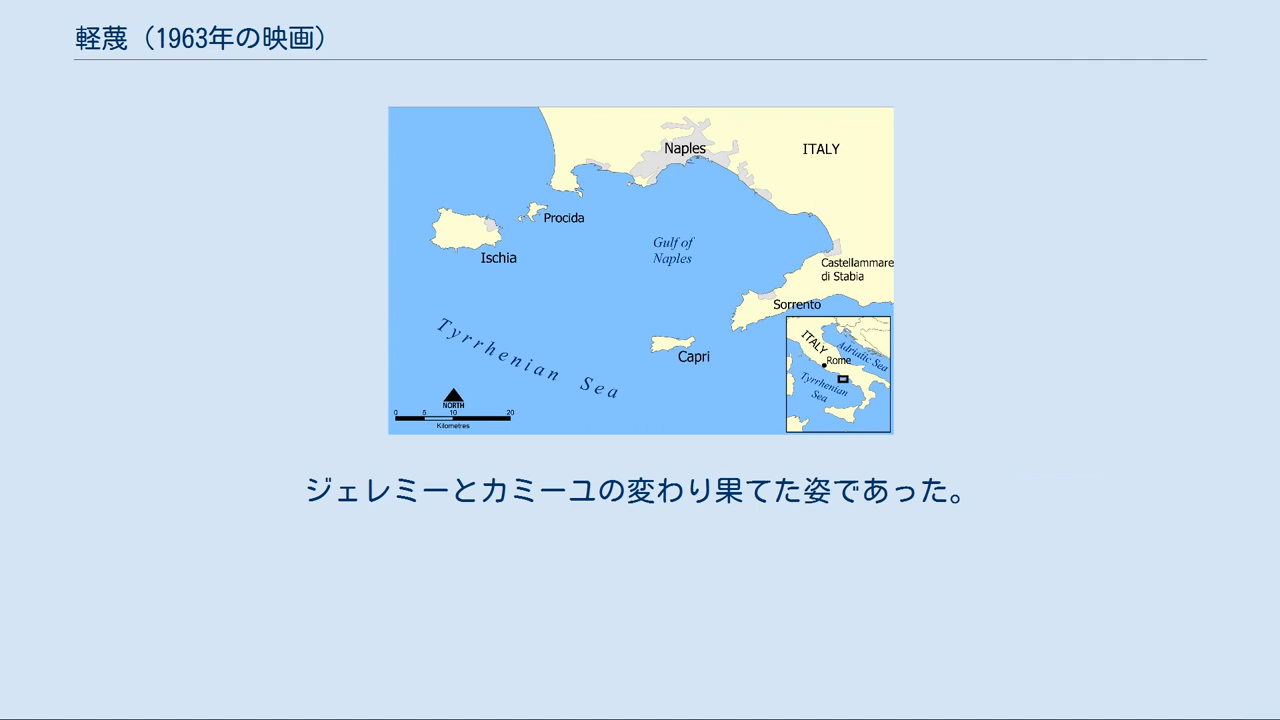 軽蔑（1963年の映画）
Naples
ITALY
Procida
Ischia
Gulf of
Naples
Castellammare
di Stabia
Sorrento
Capri
Tyrrhenian Sea
NORTH
0 5 10 20
Kilometres
ITALY
Adriatic Sea
Rome
Tyrrhenian
Sea
ジェレミーとカミーユの変わり果てた姿であった。